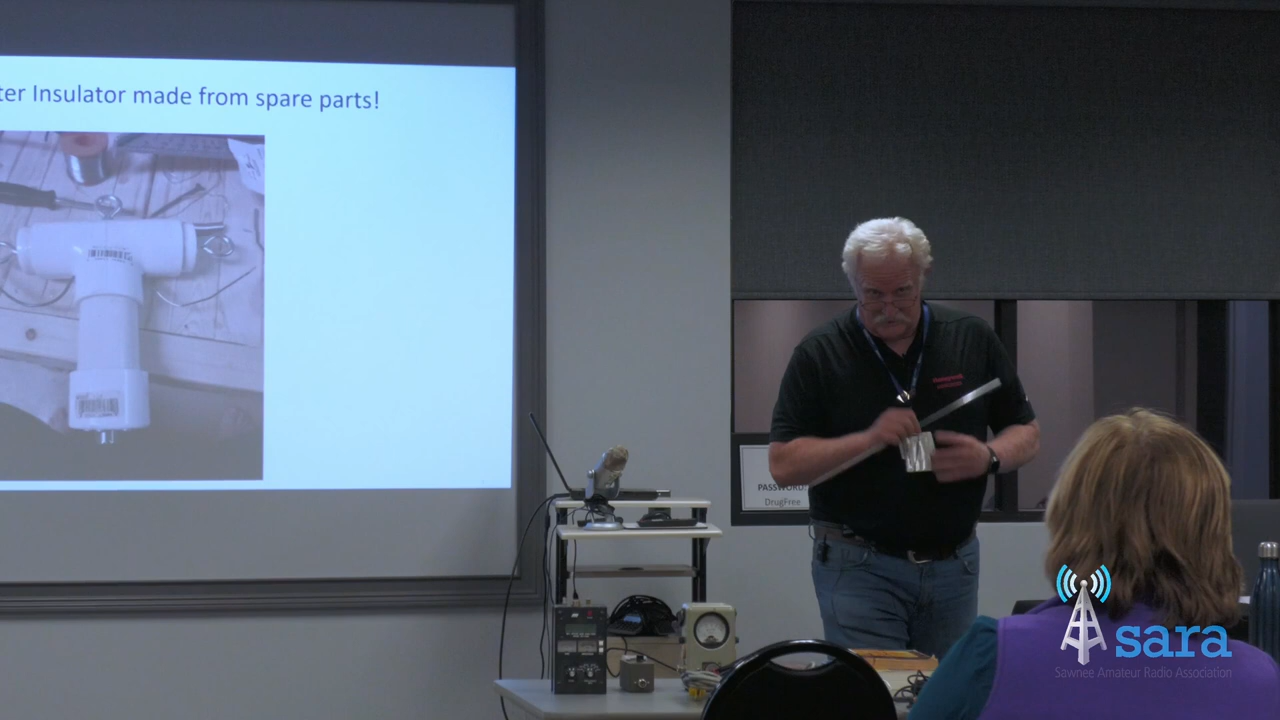 ter Insulator made from spare parts!
PASSWORD:
DrugFree
sara
Sawnee Amateur Radio Association